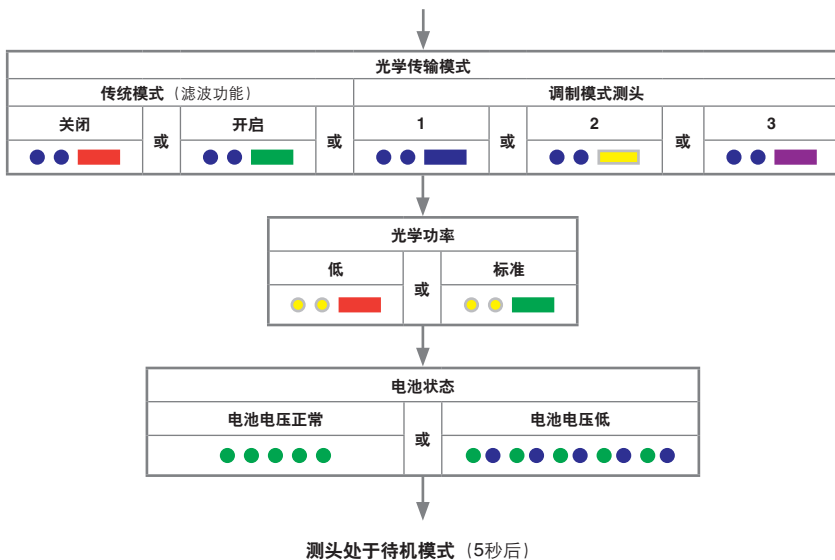 光学传输模式
传统模式（滤波功能）
调制模式测头
关闭
或
开启
或
1
或
2
或
3
光学功率
低
或
标准
电池状态
电池电压正常
或
电池电压低
测头处于待机模式（5秒后）